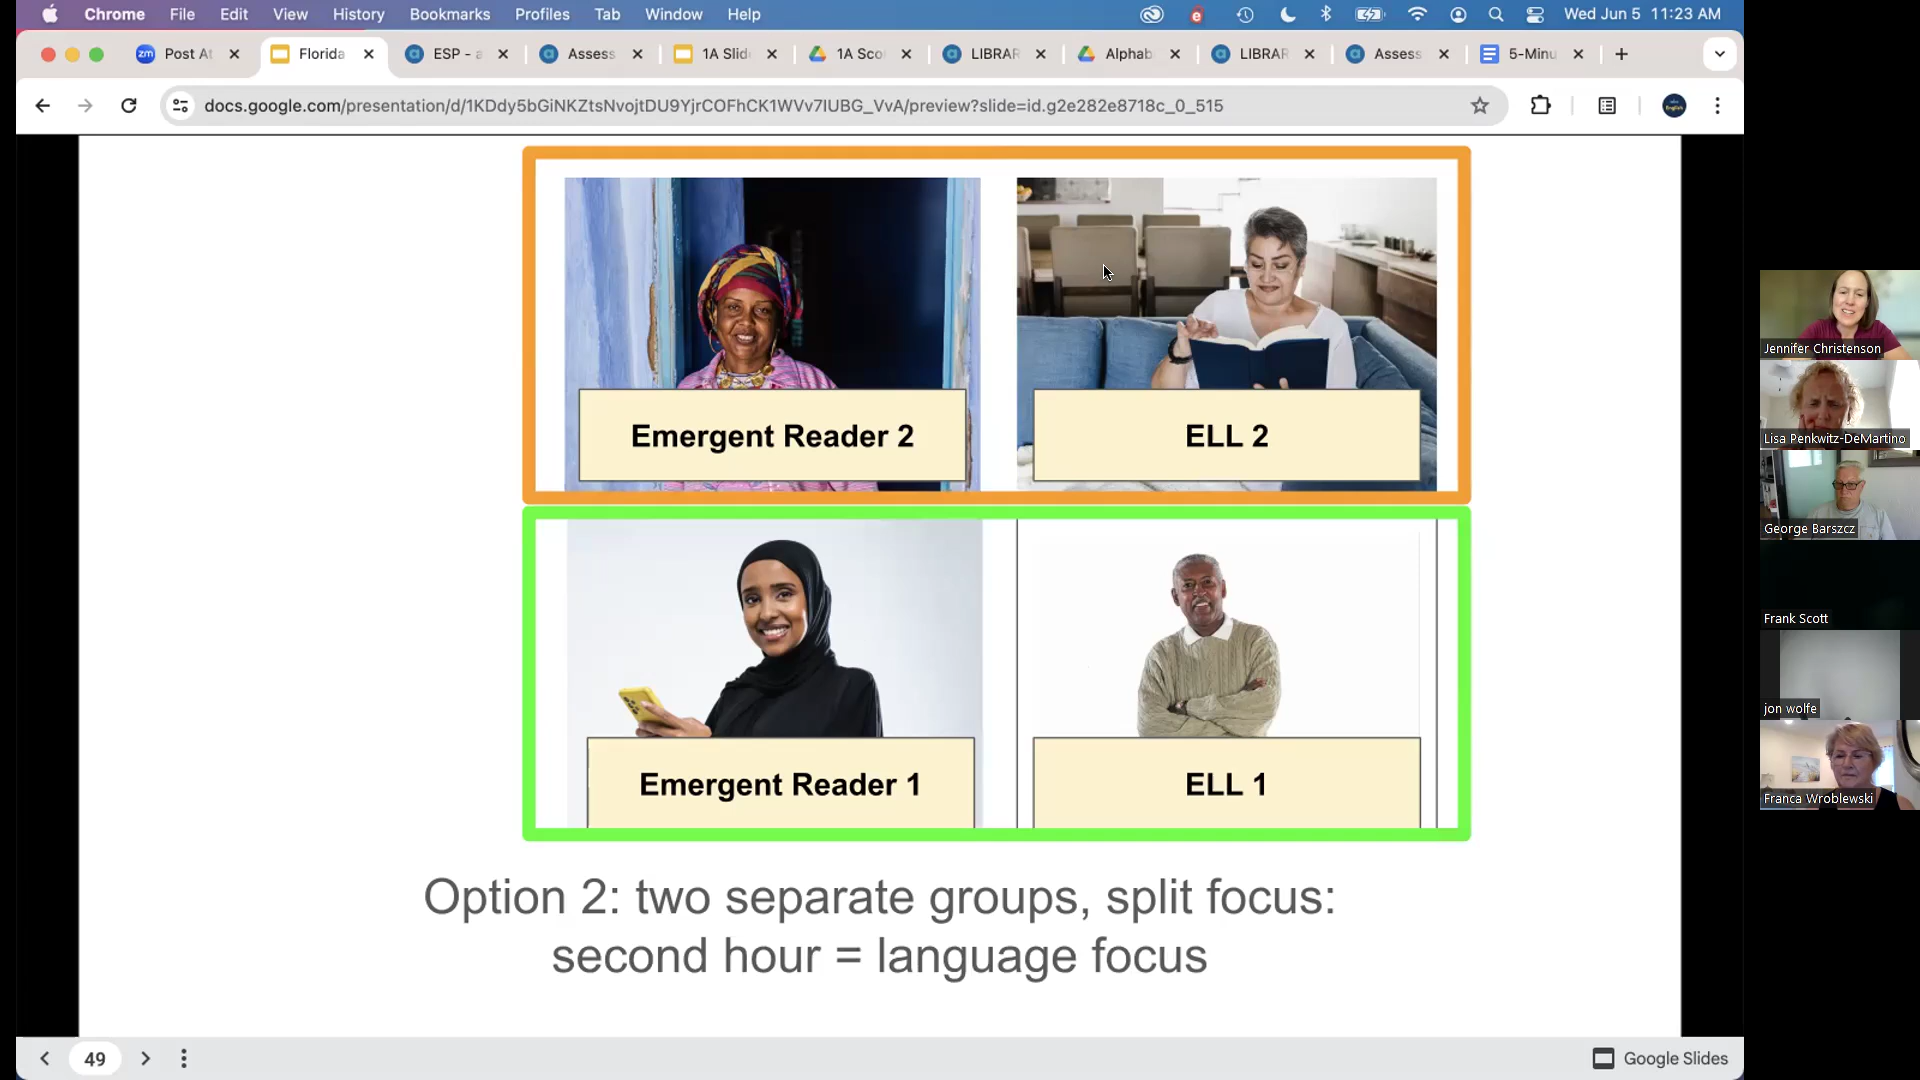 Chrome File Edit View History Bookmarks Profiles Tab Window Help
Wed Jun 5 11:23 AM
Post At
Florida
ESP - a
Assess
1A Slid
1A Sco
LIBRAR
Alphab
LIBRAR
Assess
5-Minu
docs.google.com/presentation/d/1KDdy5bGiNKZtsNvojtDU9YjrCOFhCK1WVv7IUBG_VvA/preview?slide=id.g2e282e8718c_0_515
Emergent Reader 2
ELL 2
Emergent Reader 1
ELL 1
Option 2: two separate groups, split focus:
second hour = language focus
49
Google Slides
Jennifer Christenson
Lisa Penkwitz-DeMartino
George Barszcz
Frank Scott
jon wolfe
Franca Wroblewski